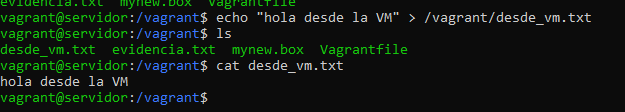 evidencia.txt  mynew.box  Vagrantfile
vagrant@servidor:/vagrant$ echo "hola desde la VM" > /vagrant/desde_vm.txt
vagrant@servidor:/vagrant$ ls
desde_vm.txt  evidencia.txt  mynew.box  Vagrantfile
vagrant@servidor:/vagrant$ cat desde_vm.txt
hola desde la VM
vagrant@servidor:/vagrant$